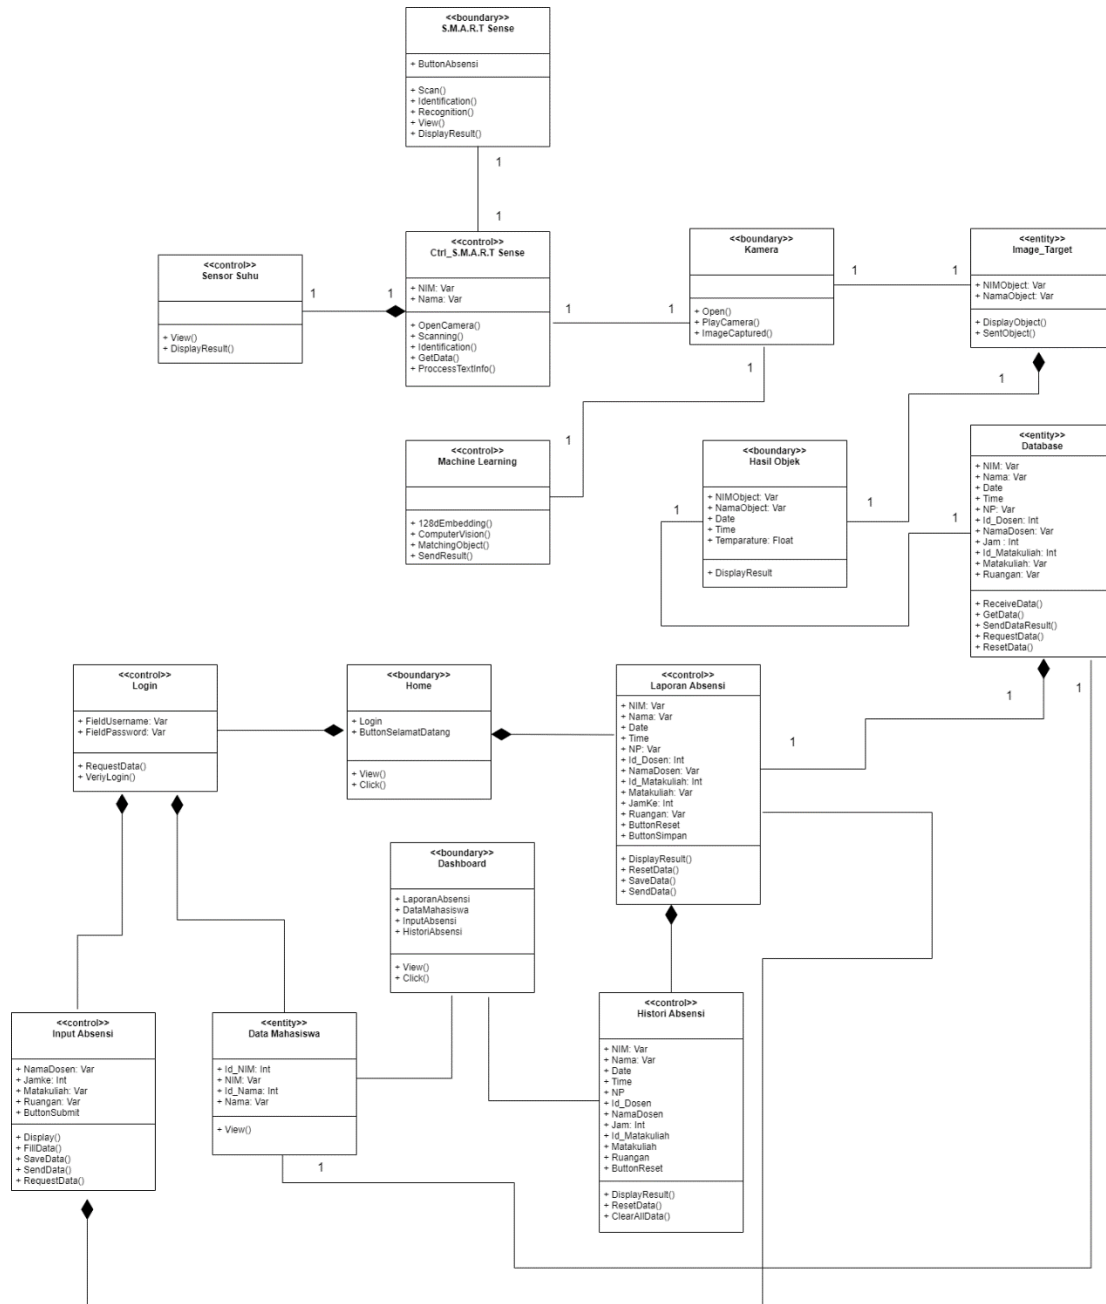 <<boundary>>
S.M.A.R.T Sense
+ ButtonAbsensi
+ Scan()
+ Identification()
+ Recognition()
+ View()
+ DisplayResult()
1
1
<<control>>
Ctrl_S.M.A.R.T Sense
+ NIM: Var
+ Nama: Var
+ OpenCamera()
+ Scanning()
+ Identification()
+ GetData()
+ ProccessTextInfo()
<<control>>
Sensor Suhu
+ View()
+ DisplayResult()
1
1
1
1
<<boundary>>
Kamera
+ Open()
+ PlayCamera()
+ ImageCaptured()
1
1
<<entity>>
Image_Target
+ NIMObject: Var
+ NamaObject: Var
+ DisplayObject()
+ SentObject()
1
1
1
<<control>>
Machine Learning
+ 128dEmbedding()
+ ComputerVision()
+ MatchingObject()
+ SendResult()
<<boundary>>
Hasil Objek
+ NIMObject: Var
+ NamaObject: Var
+ Date
+ Time
+ Temparature: Float
+ DisplayResult
1
1
1
<<entity>>
Database
+ NIM: Var
+ Nama: Var
+ Date
+ Time
+ NP: Var
+ Id_Dosen: Int
+ NamaDosen: Var
+ Jam : Int
+ Id_Matakuliah: Int
+ Matakuliah: Var
+ Ruangan: Var
+ ReceiveData()
+ GetData()
+ SendDataResult()
+ RequestData()
+ ResetData()
1
1
1
<<control>>
Login
+ FieldUsername: Var
+ FieldPassword: Var
+ RequestData()
+ VeriyLogin()
<<boundary>>
Home
+ Login
+ ButtonSelamatDatang
+ View()
+ Click()
<<control>>
Laporan Absensi
+ NIM: Var
+ Nama: Var
+ Date
+ Time
+ NP: Var
+ Id_Dosen: Int
+ NamaDosen: Var
+ Id_Matakuliah: Int
+ Matakuliah: Var
+ JamKe: Int
+ Ruangan: Var
+ ButtonReset
+ ButtonSimpan
+ DisplayResult()
+ ResetData()
+ SaveData()
+ SendData()
<<boundary>>
Dashboard
+ LaporanAbsensi
+ DataMahasiswa
+ InputAbsensi
+ HistoriAbsensi
+ View()
+ Click()
<<control>>
Input Absensi
+ NamaDosen: Var
+ Jamke: Int
+ Matakuliah: Var
+ Ruangan: Var
+ ButtonSubmit
+ Display()
+ FillData()
+ SaveData()
+ SendData()
+ RequestData()
<<entity>>
Data Mahasiswa
+ Id_NIM: Int
+ NIM: Var
+ Id_Nama: Int
+ Nama: Var
+ View()
1
<<control>>
Histori Absensi
+ NIM: Var
+ Nama: Var
+ Date
+ Time
+ NP
+ Id_Dosen
+ NamaDosen
+ Jam: Int
+ Id_Matakuliah
+ Matakuliah
+ Ruangan
+ ButtonReset
+ DisplayResult()
+ ResetData()
+ ClearAllData()